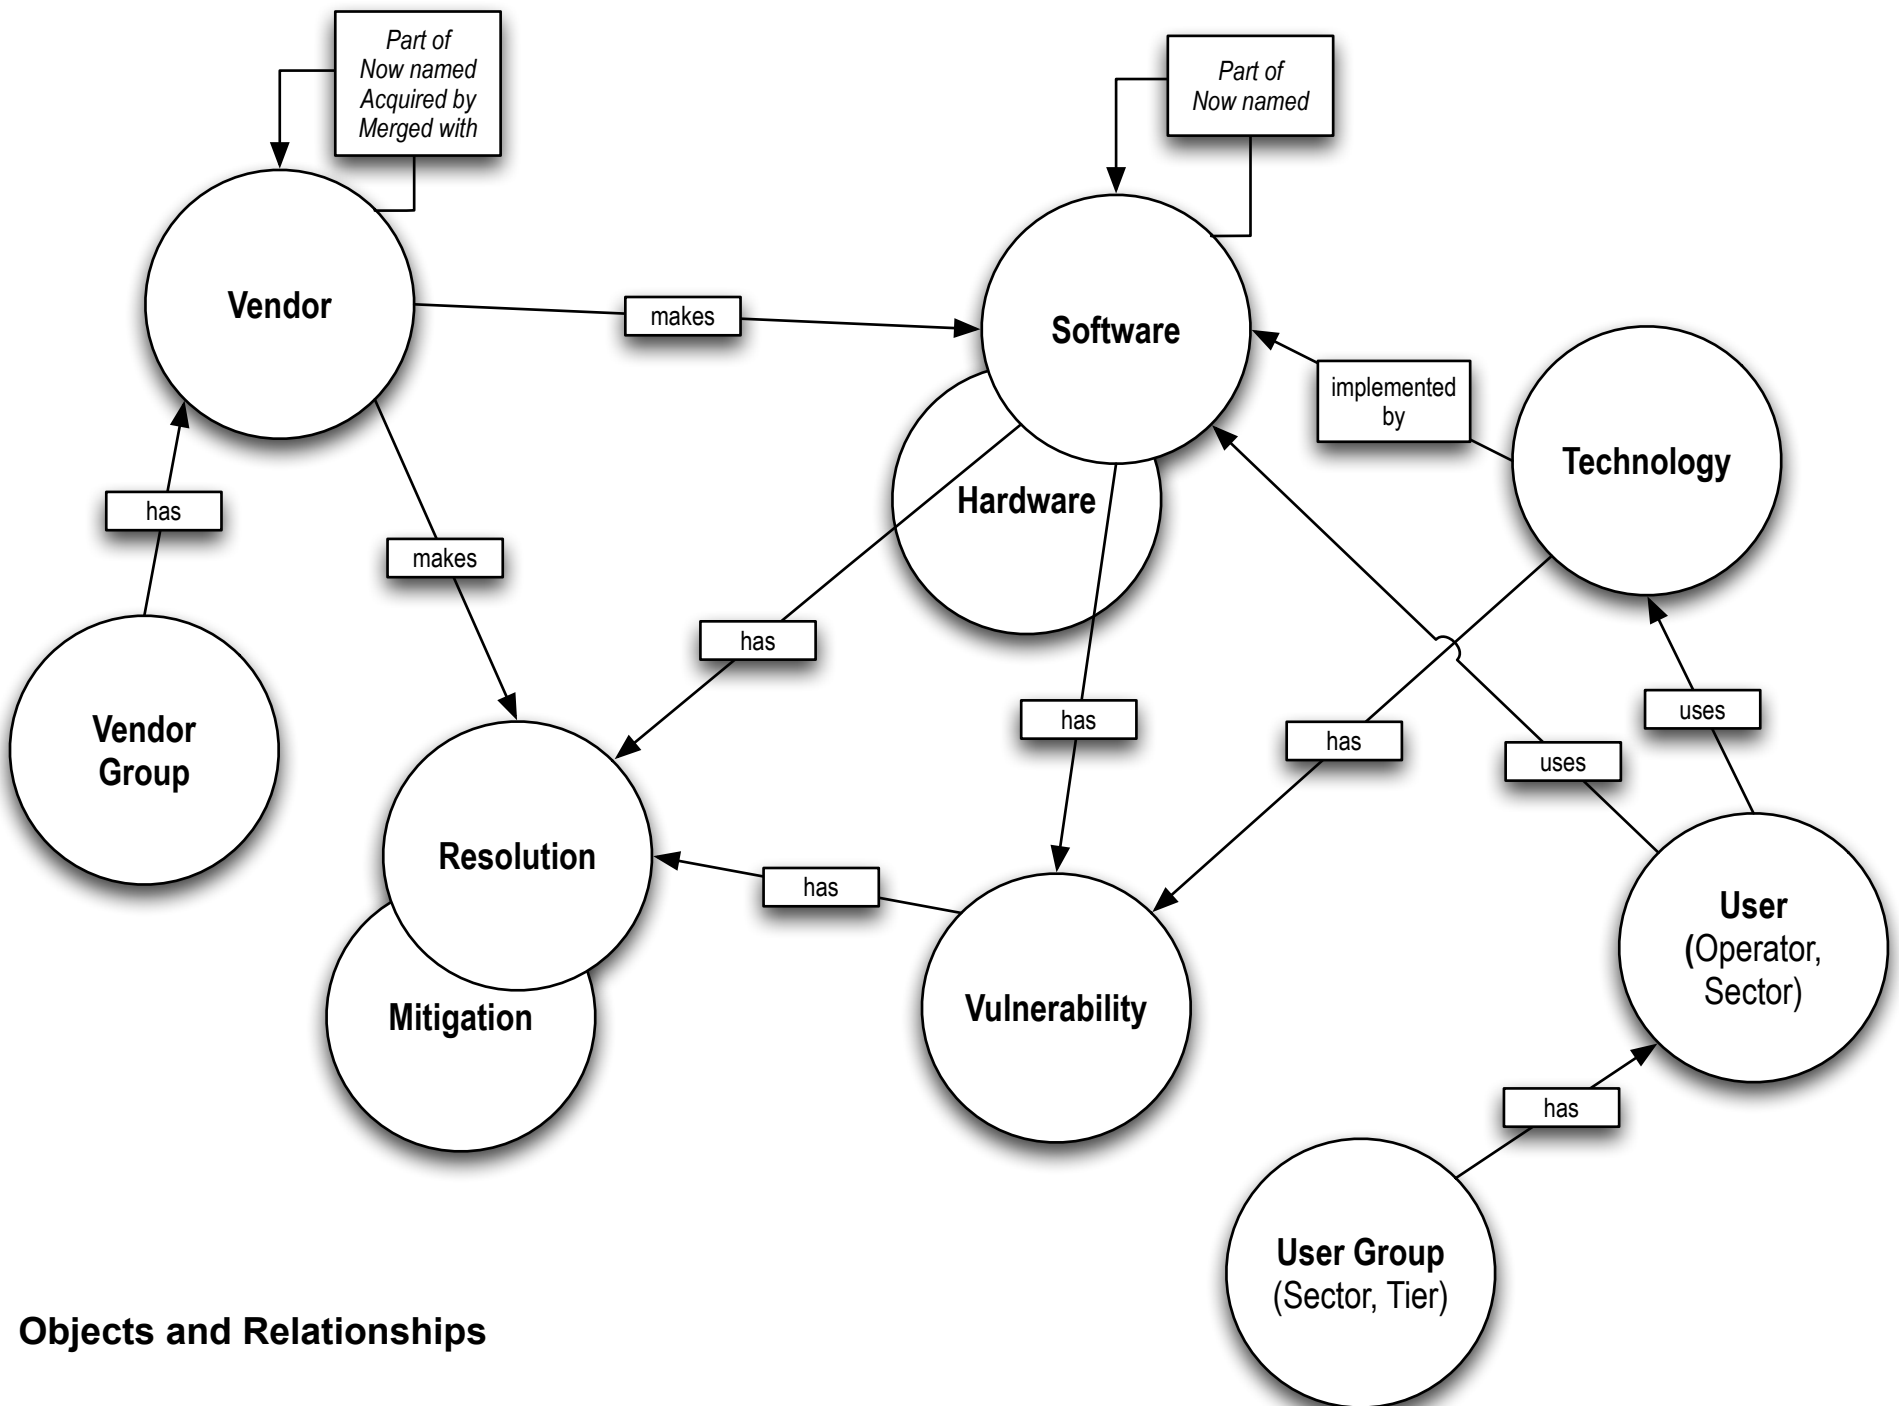 Part of
Now named
Acquired by
Merged with
Part of
Now named
Vendor
makes
Software
implemented
by
Technology
Hardware
has
makes
has
has
uses
has
uses
Vendor
Group
Resolution
has
User
(Operator,
Sector)
Mitigation
Vulnerability
has
User Group
(Sector, Tier)
Objects and Relationships